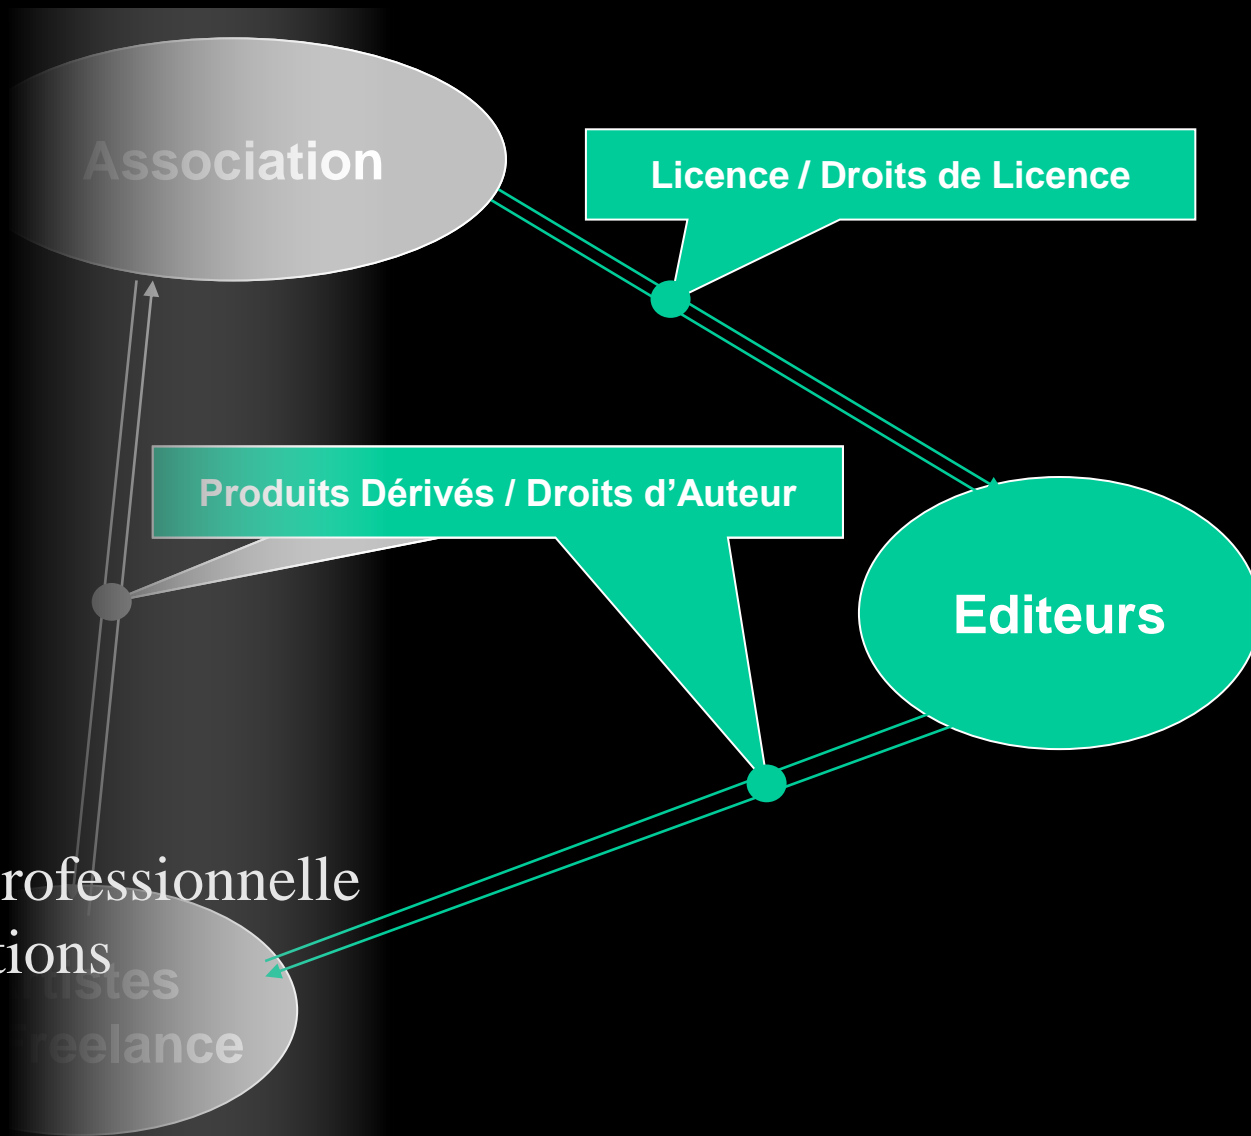 Association
Licence / Droits de Licence
Produits Dérivés / Droits d’Auteur
Editeurs
rofessionnelle
tions
tistes
reelance